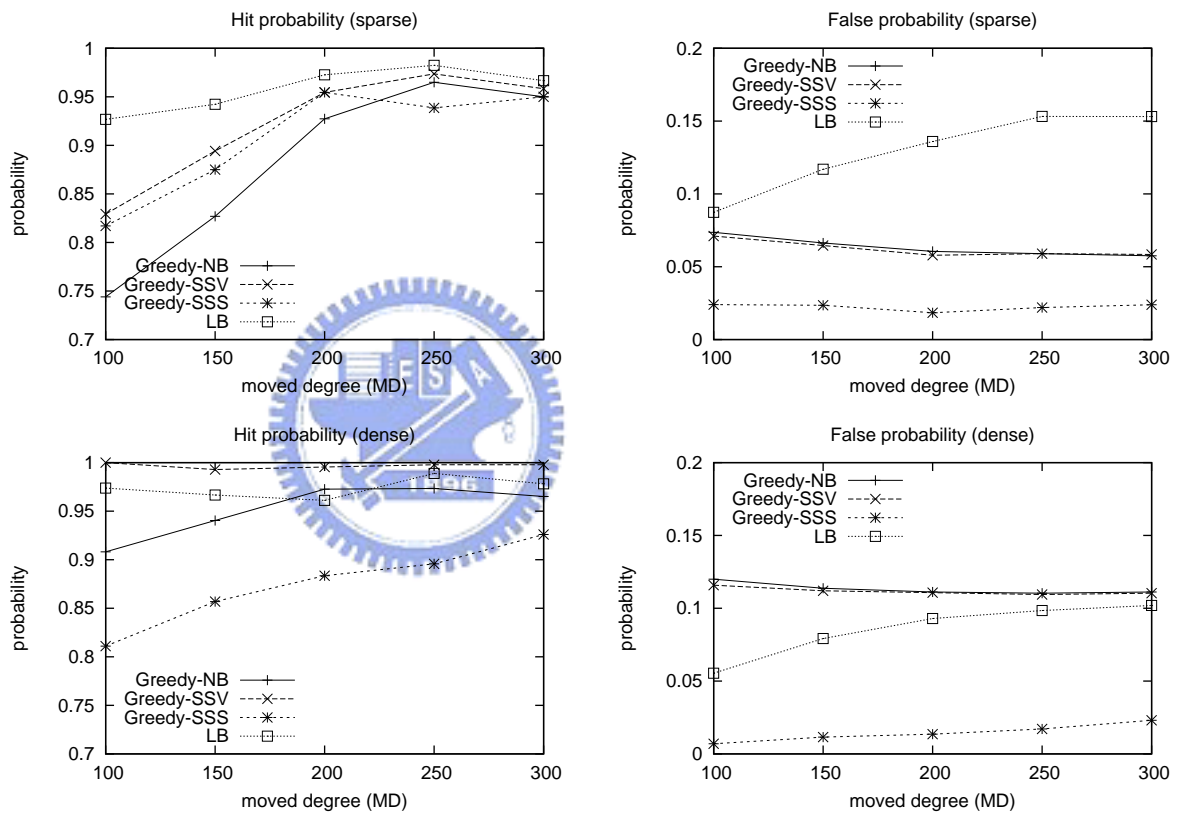 Hit probability (sparse)
1
0.95
0.9
0.85
0.8
0.75
0.7
probability
Greedy-NB
Greedy-SSV
Greedy-SSS
LB
100 150 200 250 300
moved degree (MD)
False probability (sparse)
0.2
0.15
0.1
0.05
0
probability
Greedy-NB
Greedy-SSV
Greedy-SSS
LB
100 150 200 250 300
moved degree (MD)
E S A
1896
Hit probability (dense)
1
0.95
0.9
0.85
0.8
0.75
0.7
probability
Greedy-NB
Greedy-SSV
Greedy-SSS
LB
100 150 200 250 300
moved degree (MD)
False probability (dense)
0.2
0.15
0.1
0.05
0
probability
Greedy-NB
Greedy-SSV
Greedy-SSS
LB
100 150 200 250 300
moved degree (MD)